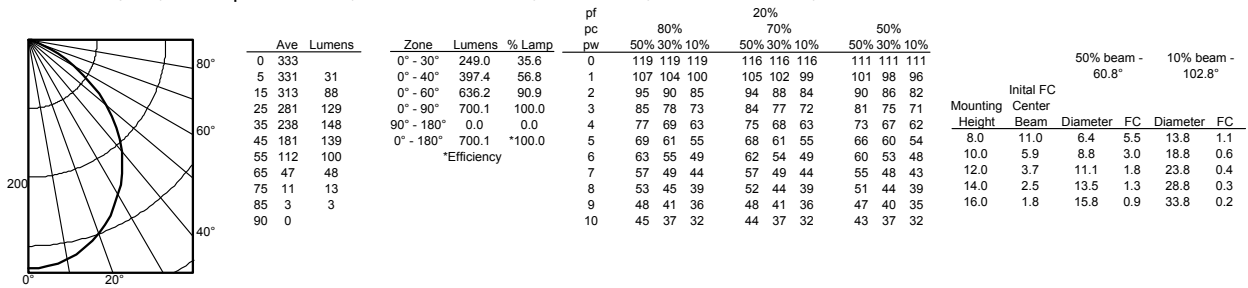 80°
60°
40°
20°
0°
200
Ave Lumens
0 333
5 331 31
15 313 88
25 281 129
35 238 148
45 181 139
55 112 100
65 47 48
75 11 13
85 3 3
90 0
Zone Lumens % Lamp
0° - 30° 249.0 35.6
0° - 40° 397.4 56.8
0° - 60° 636.2 90.9
0° - 90° 700.1 100.0
90° - 180° 0.0 0.0
0° - 180° 700.1 *100.0
*Efficiency
pf 20%
pc 80% 70% 50%
pw 50% 30% 10% 50% 30% 10% 50% 30% 10%
0 119 119 119 116 116 116 111 111 111
1 107 104 100 105 102 99 101 98 96
2 95 90 85 94 88 84 90 86 82
3 85 78 73 84 77 72 81 75 71
4 77 69 63 75 68 63 73 67 62
5 69 61 55 68 61 55 66 60 54
6 63 55 49 62 54 49 60 53 48
7 57 49 44 57 49 44 55 48 43
8 53 45 39 52 44 39 51 44 39
9 48 41 36 48 41 36 47 40 35
10 45 37 32 44 37 32 43 37 32
50% beam - 10% beam -
60.8° 102.8°
Inital FC
Mounting Center
Height Beam Diameter FC Diameter FC
8.0 11.0 6.4 5.5 13.8 1.1
10.0 5.9 8.8 3.0 18.8 0.6
12.0 3.7 11.1 1.8 23.8 0.4
14.0 2.5 13.5 1.3 28.8 0.3
16.0 1.8 15.8 0.9 33.8 0.2